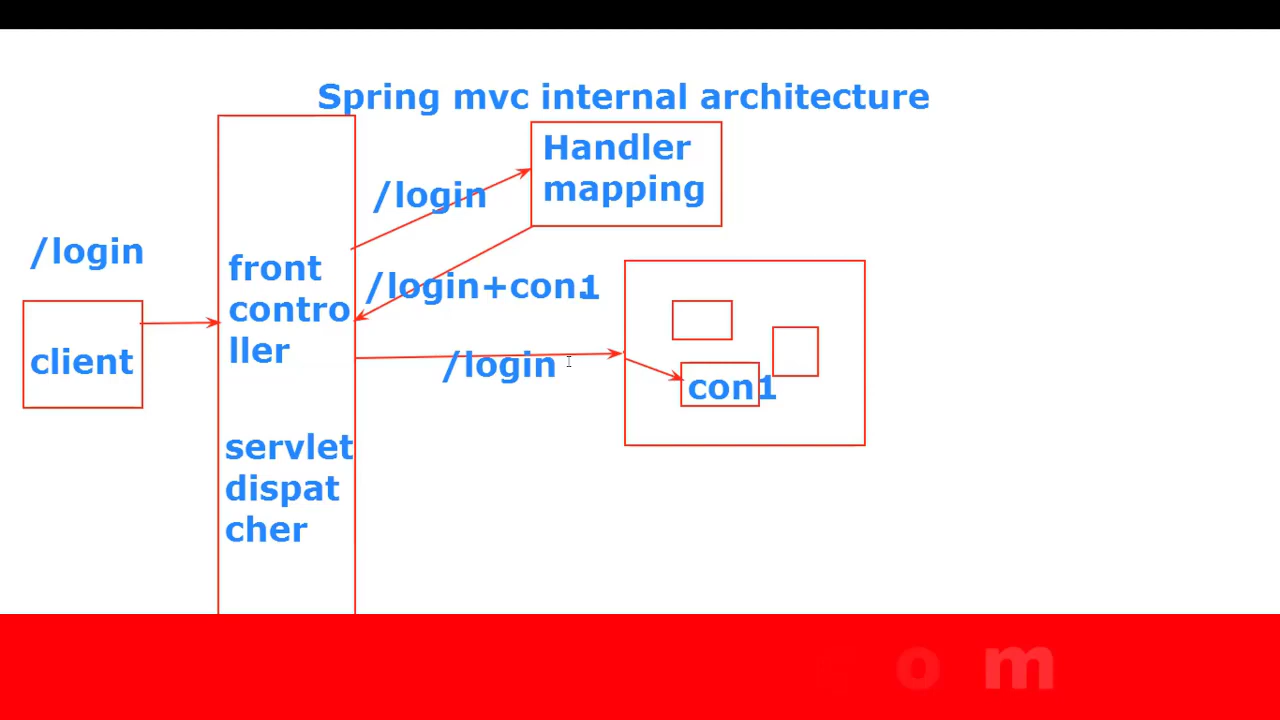 Spring mvc internal architecture
Handler
mapping
/login
/login
front
contro
ller
/login+con1
client
/login
con1
servlet
dispat
cher
o m